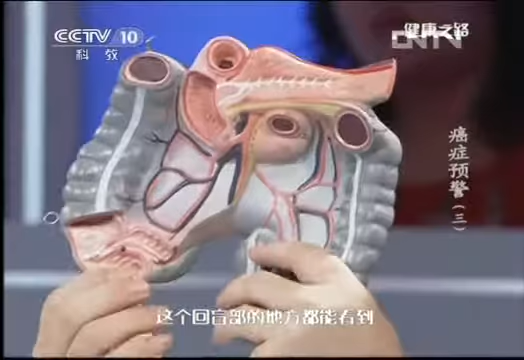 CCTV 10
科教
健康之路
CNTV
癌症预警(三)
这个回盲部的地方都能看到